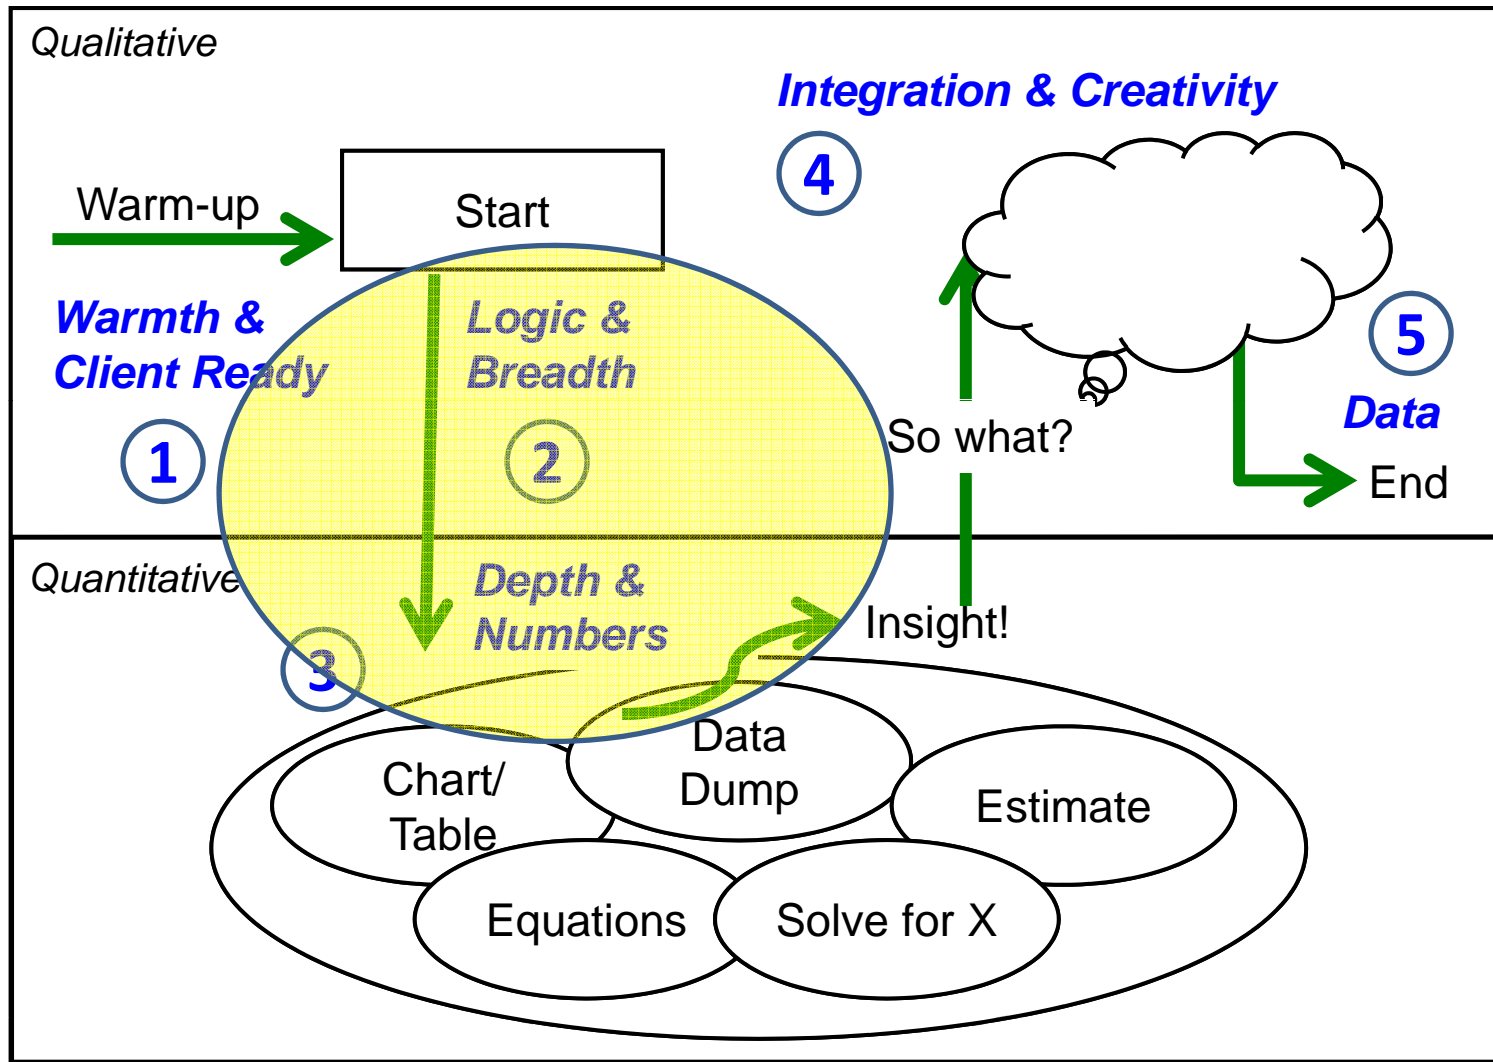 Qualitative
Integration & Creativity
4
Warm-up
Start
Warmth &
Client Ready
1
Logic &
Breadth
2
5
Data
So what?
End
Quantitative
Depth &
Numbers
3
Insight!
Data
Dump
Chart/
Table
Estimate
Equations
Solve for X